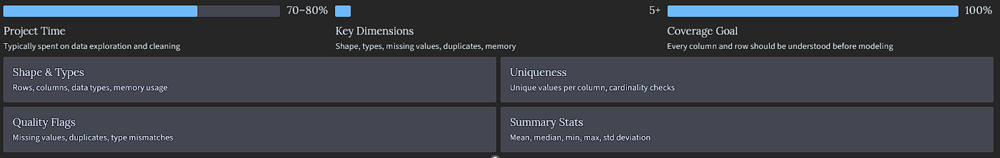 70–80%
Project Time
Typically spent on data exploration and cleaning
5+
Key Dimensions
Shape, types, missing values, duplicates, memory
100%
Coverage Goal
Every column and row should be understood before modeling
Shape & Types
Rows, columns, data types, memory usage
Uniqueness
Unique values per column, cardinality checks
Quality Flags
Missing values, duplicates, type mismatches
Summary Stats
Mean, median, min, max, std deviation